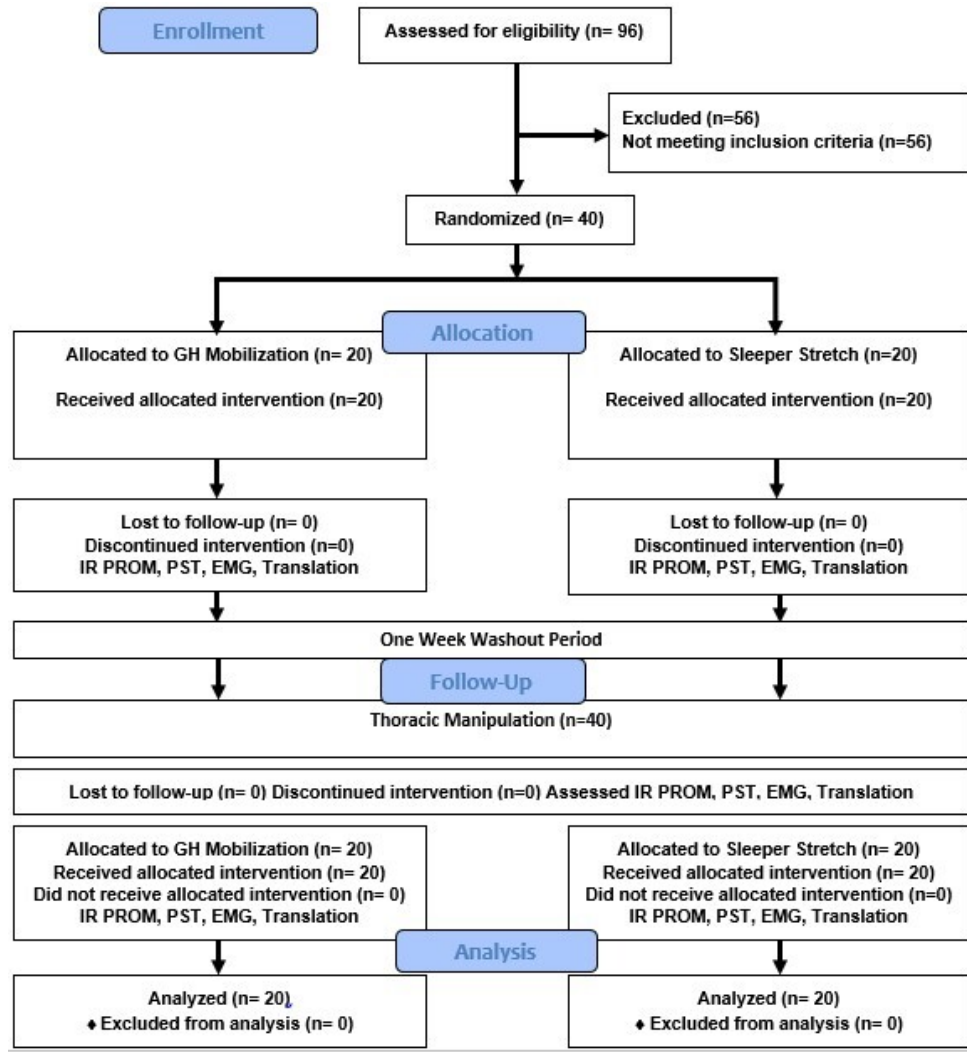 Enrollment
Assessed for eligibility (n= 96)
Excluded (n=56)
Not meeting inclusion criteria (n=56)
Randomized (n= 40)
Allocation
Allocated to GH Mobilization (n= 20)
Received allocated intervention (n=20)
Allocated to Sleeper Stretch (n=20)
Received allocated intervention (n=20)
Lost to follow-up (n= 0)
Discontinued intervention (n=0)
IR PROM, PST, EMG, Translation
Lost to follow-up (n= 0)
Discontinued intervention (n=0)
IR PROM, PST, EMG, Translation
One Week Washout Period
Follow-Up
Thoracic Manipulation (n=40)
Lost to follow-up (n= 0) Discontinued intervention (n=0) Assessed IR PROM, PST, EMG, Translation
Allocated to GH Mobilization (n= 20)
Received allocated intervention (n= 20)
Did not receive allocated intervention (n= 0)
IR PROM, PST, EMG, Translation
Allocated to Sleeper Stretch (n= 20)
Received allocated intervention (n= 20)
Did not receive allocated intervention (n=0)
IR PROM, PST, EMG, Translation
Analysis
Analyzed (n= 20)
♦ Excluded from analysis (n= 0)
Analyzed (n= 20)
♦ Excluded from analysis (n= 0)